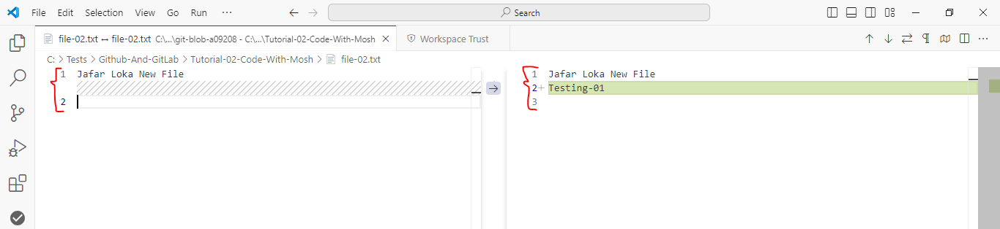 File Edit Selection View Go Run ··· Search
file-02.txt ↔ file-02.txt C:\...\git-blob-a09208 - C:\...\Tutorial-02-Code-With-Mosh Workspace Trust
C: > Tests > Github-And-GitLab > Tutorial-02-Code-With-Mosh > file-02.txt
1 Jafar Loka New File
2
1 Jafar Loka New File
2+ Testing-01
3